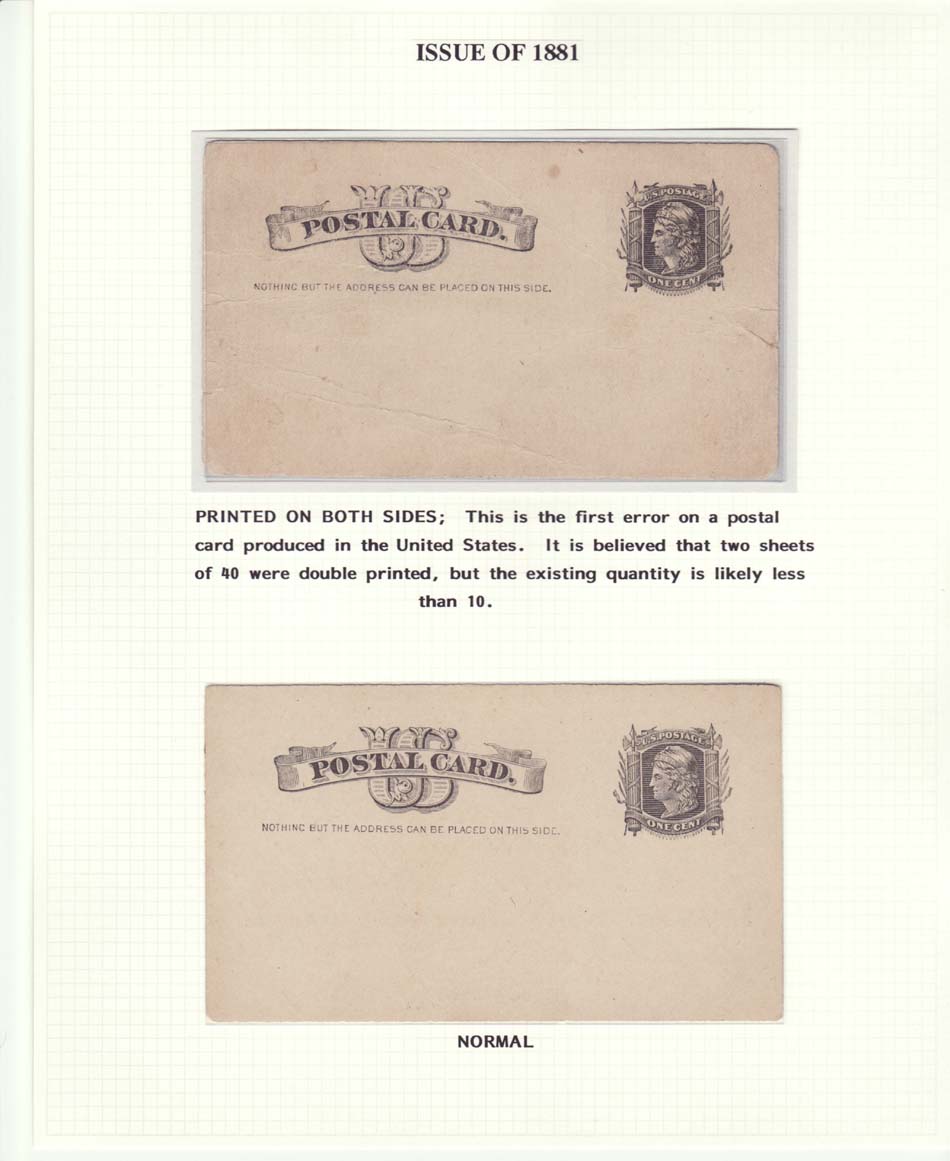 ISSUE OF 1881
U.S. POSTAGE
U S
POSTAL CARD.
ONE CENT
NOTHING BUT THE ADDRESS CAN BE PLACED ON THIS SIDE.
PRINTED ON BOTH SIDES; This is the first error on a postal
card produced in the United States. It is believed that two sheets
of 40 were double printed, but the existing quantity is likely less
than 10.
U.S. POSTAGE
U S
POSTAL CARD.
ONE CENT
NOTHING BUT THE ADDRESS CAN BE PLACED ON THIS SIDE.
NORMAL